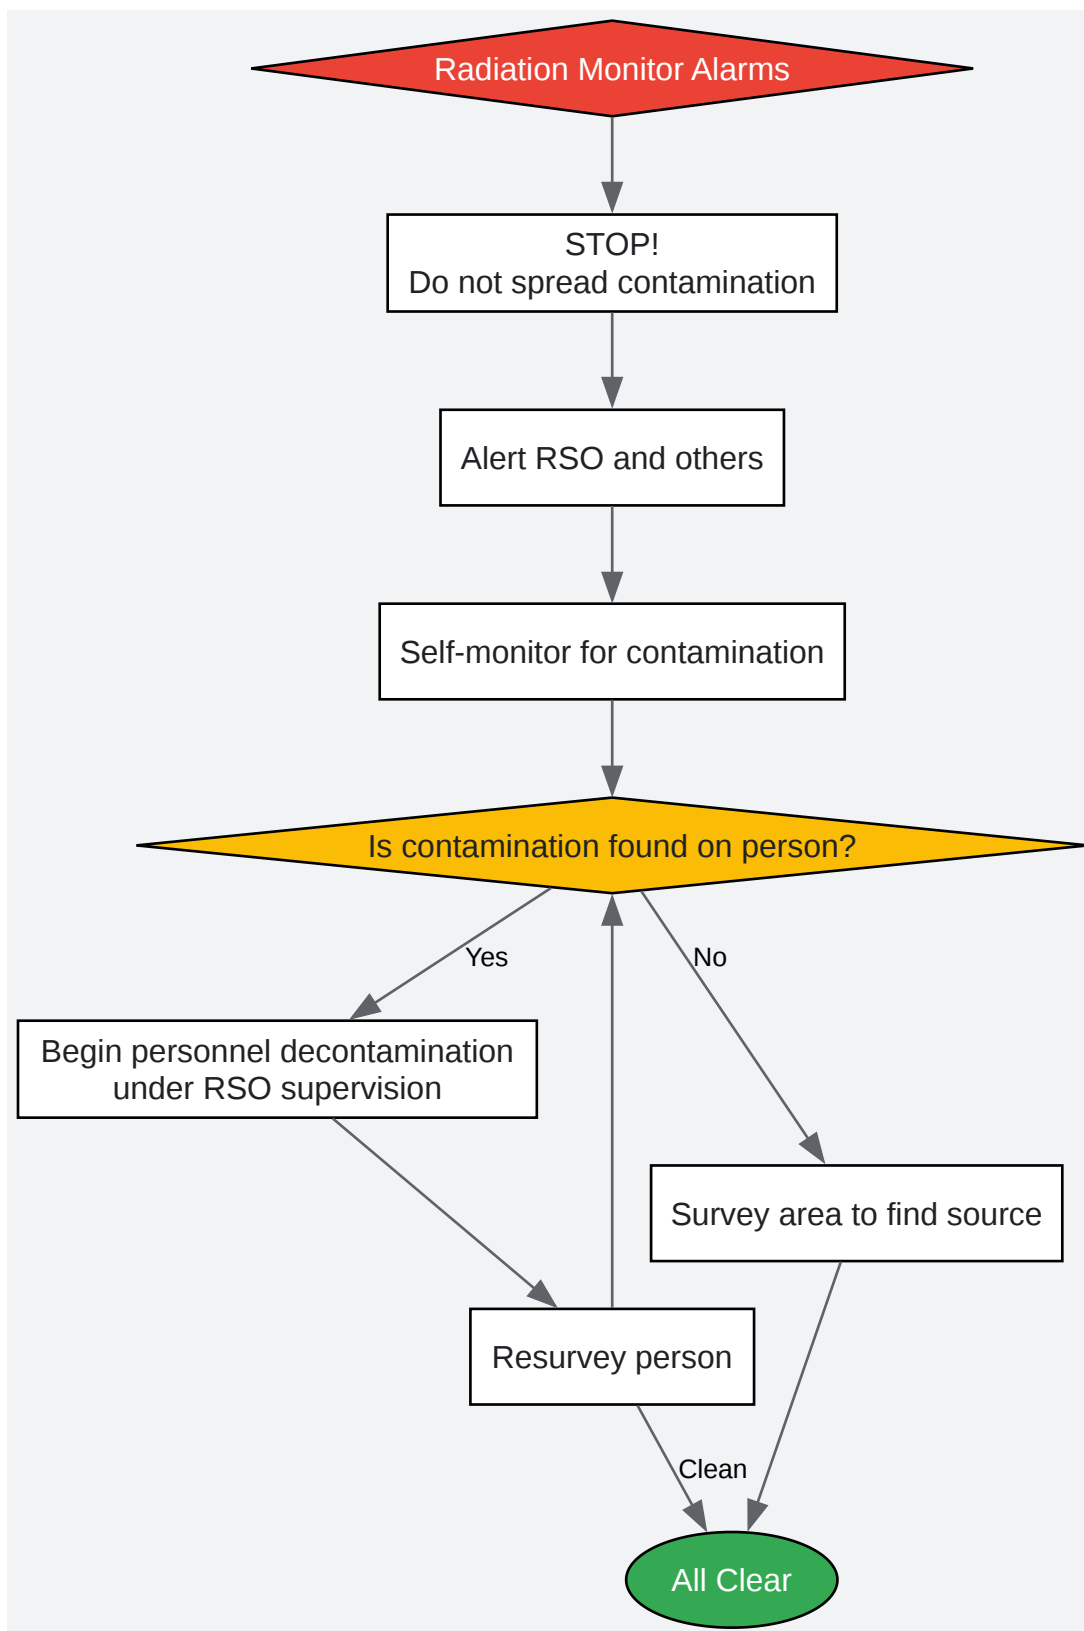 Radiation Monitor Alarms
STOP!
Do not spread contamination
Alert RSO and others
Self-monitor for contamination
Is contamination found on person?
Yes
No
Begin personnel decontamination
under RSO supervision
Survey area to find source
Resurvey person
Clean
All Clear